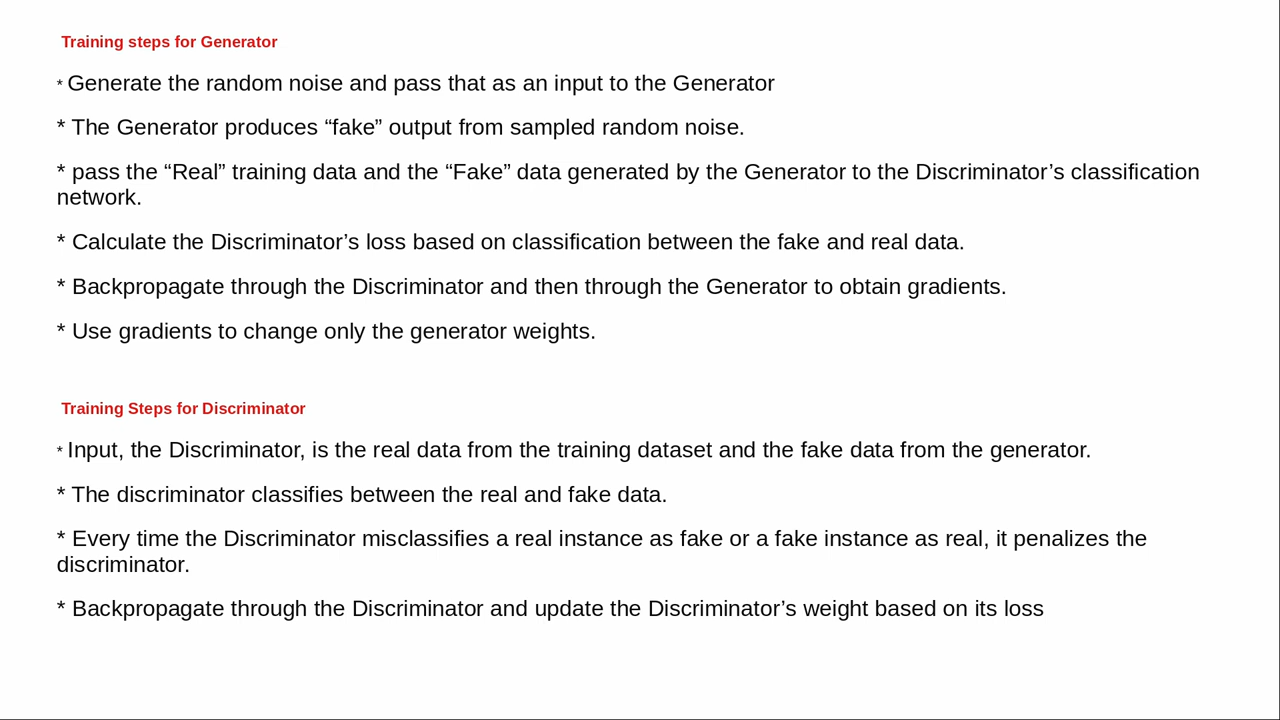 Training steps for Generator
* Generate the random noise and pass that as an input to the Generator
* The Generator produces “fake” output from sampled random noise.
* pass the “Real” training data and the “Fake” data generated by the Generator to the Discriminator’s classification
network.
* Calculate the Discriminator’s loss based on classification between the fake and real data.
* Backpropagate through the Discriminator and then through the Generator to obtain gradients.
* Use gradients to change only the generator weights.
Training Steps for Discriminator
* Input, the Discriminator, is the real data from the training dataset and the fake data from the generator.
* The discriminator classifies between the real and fake data.
* Every time the Discriminator misclassifies a real instance as fake or a fake instance as real, it penalizes the
discriminator.
* Backpropagate through the Discriminator and update the Discriminator’s weight based on its loss